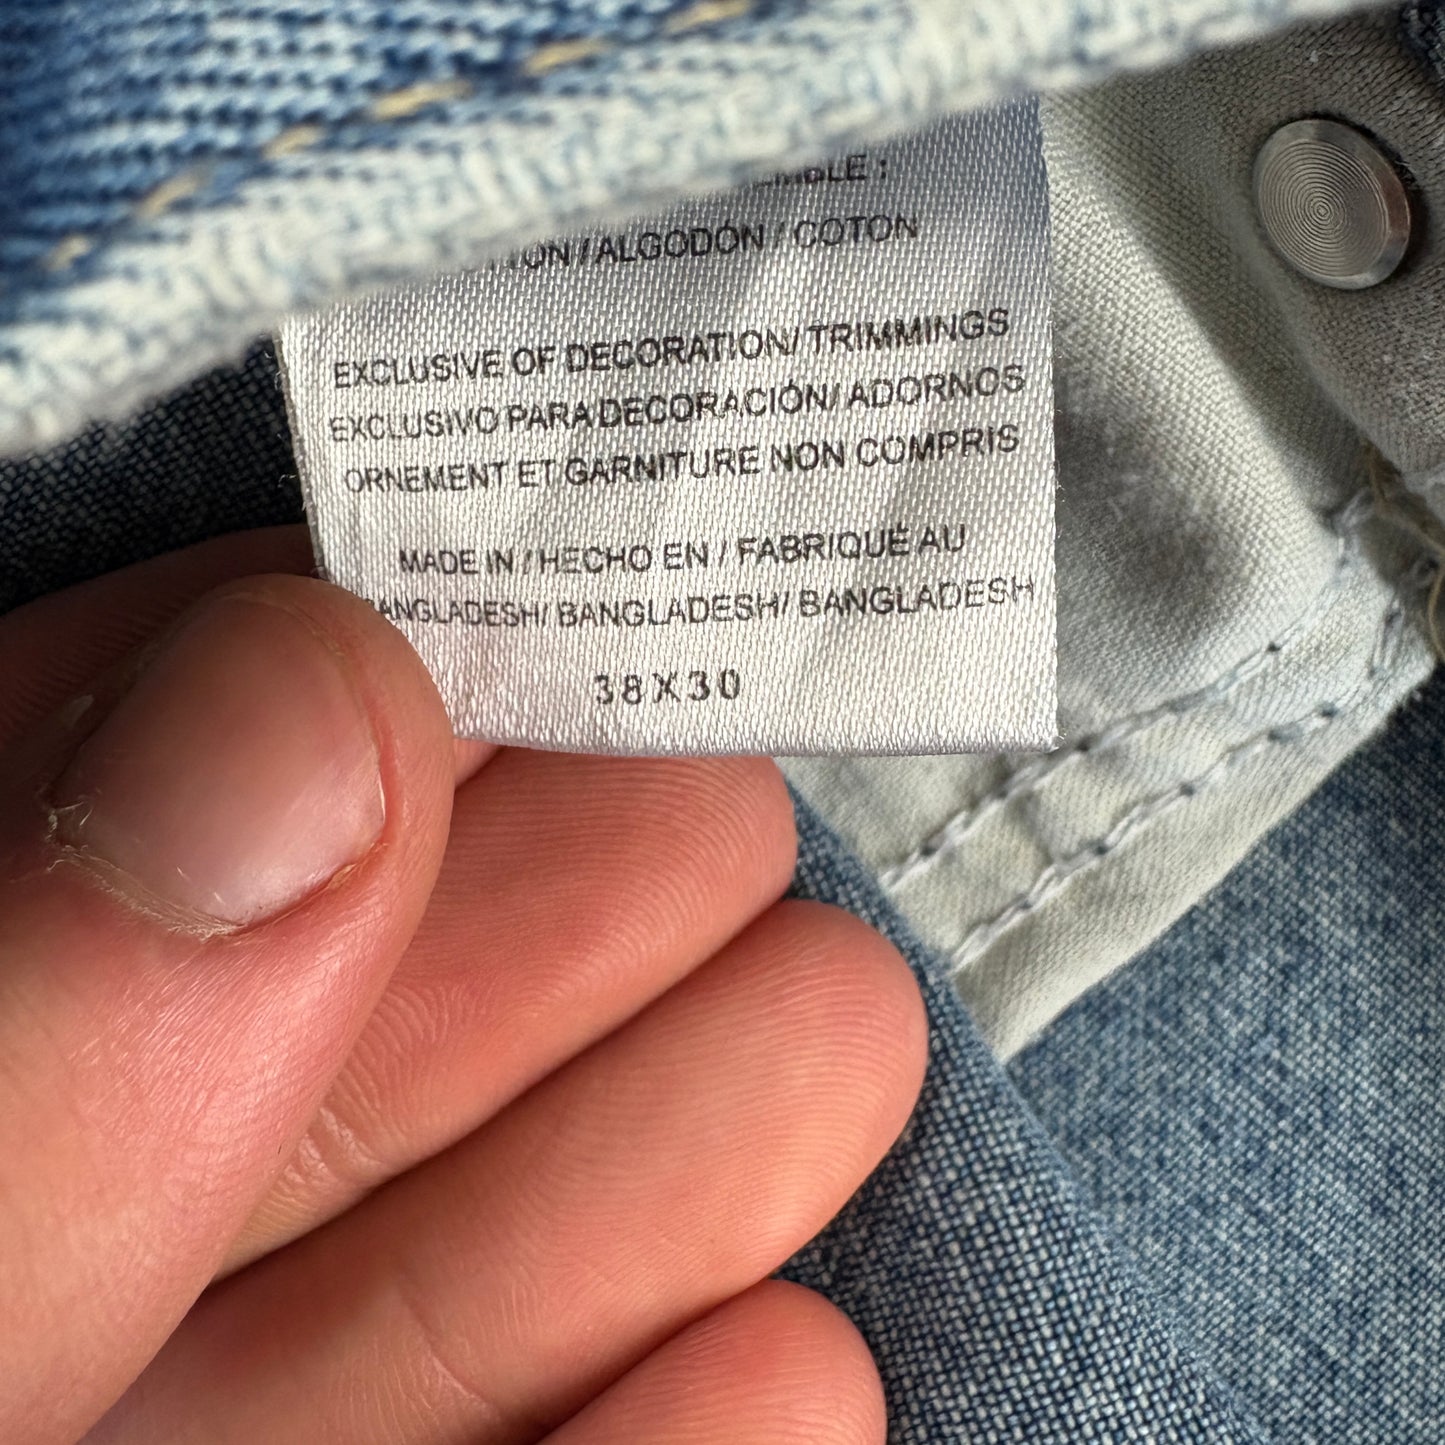 / ALGODÓN / COTON
EXCLUSIVE OF DECORATION/ TRIMMINGS
EXCLUSIVO PARA DECORACIÓN/ ADORNOS
ORNEMENT ET GARNITURE NON COMPRIS
MADE IN / HECHO EN / FABRIQUÉ AU
BANGLADESH/ BANGLADESH/ BANGLADESH
38X30